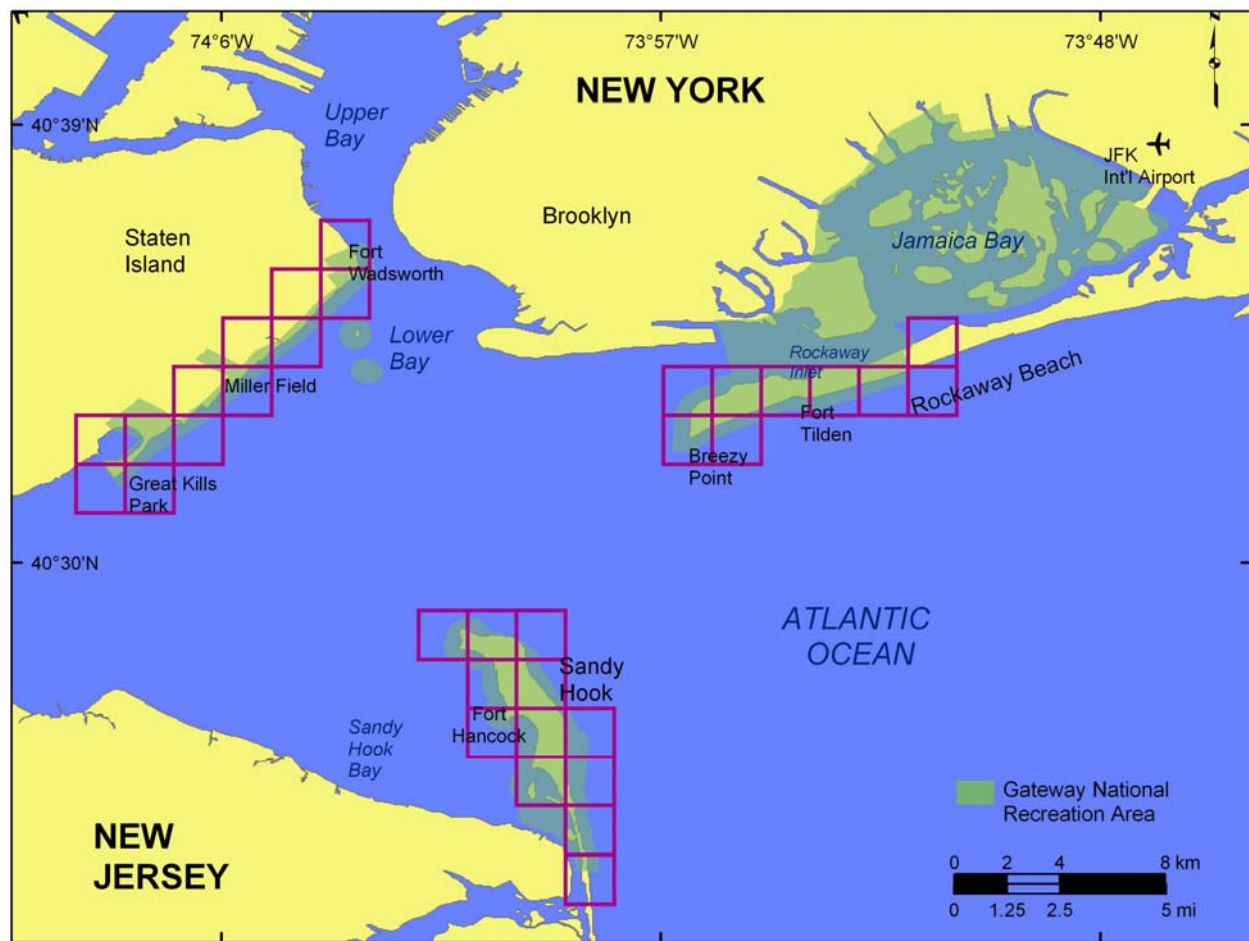 74°6'W
73°57'W
73°48'W
N
NEW YORK
Upper
Bay
40°39'N
JFK
Int'l Airport
Brooklyn
Staten
Island
Jamaica Bay
Fort
Wadsworth
Lower
Bay
Rockaway
Inlet
Miller Field
Rockaway Beach
Fort
Tilden
Breezy
Point
Great Kills
Park
40°30'N
ATLANTIC
OCEAN
Sandy
Hook
Fort
Hancock
Sandy
Hook
Bay
Gateway National
Recreation Area
NEW
JERSEY
0 2 4 8 km
0 1.25 2.5 5 mi